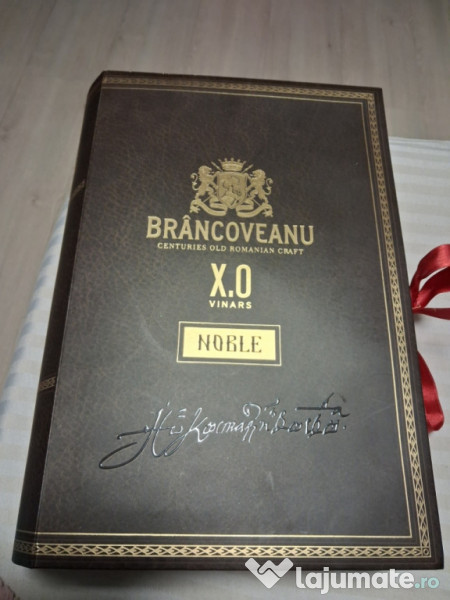 BRÂNCOVEANU
CENTURIES OLD ROMANIAN CRAFT
X.O
VINARS
NOBLE
lajumate.ro